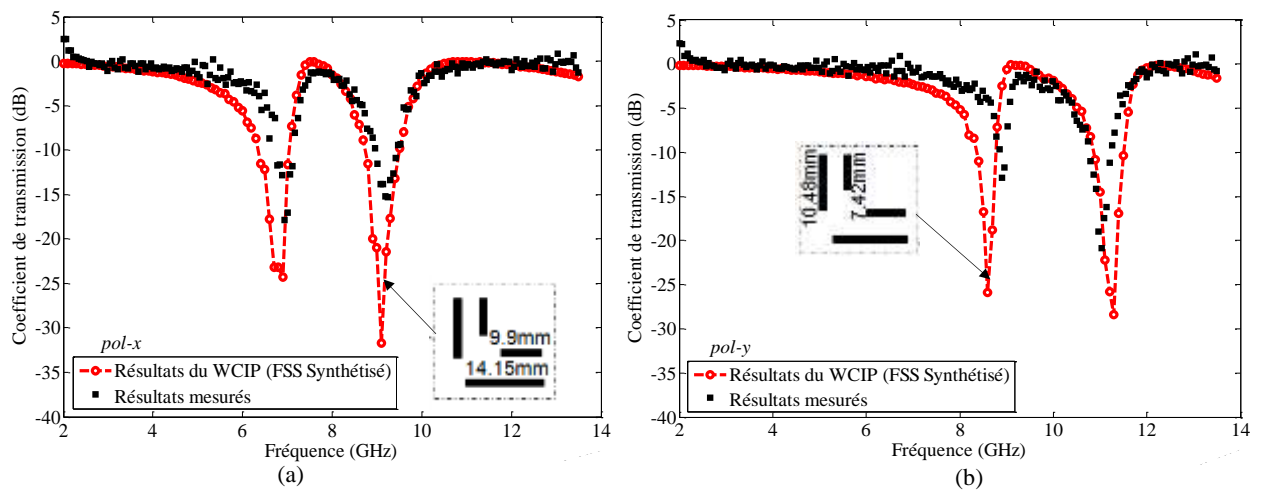 5
0
-5
-10
-15
-20
-25
-30
-35
-40
Coefficient de transmission (dB)
9.9mm
14.15mm
pol-x
Résultats du WCIP (FSS Synthétisé)
Résultats mesurés
2
4
6
8
10
12
14
Fréquence (GHz)
(a)
5
0
-5
-10
-15
-20
-25
-30
-35
-40
Coefficient de transmission (dB)
10.48mm
7.42mm
pol-y
Résultats du WCIP (FSS Synthétisé)
Résultats mesurés
2
4
6
8
10
12
14
Fréquence (GHz)
(b)